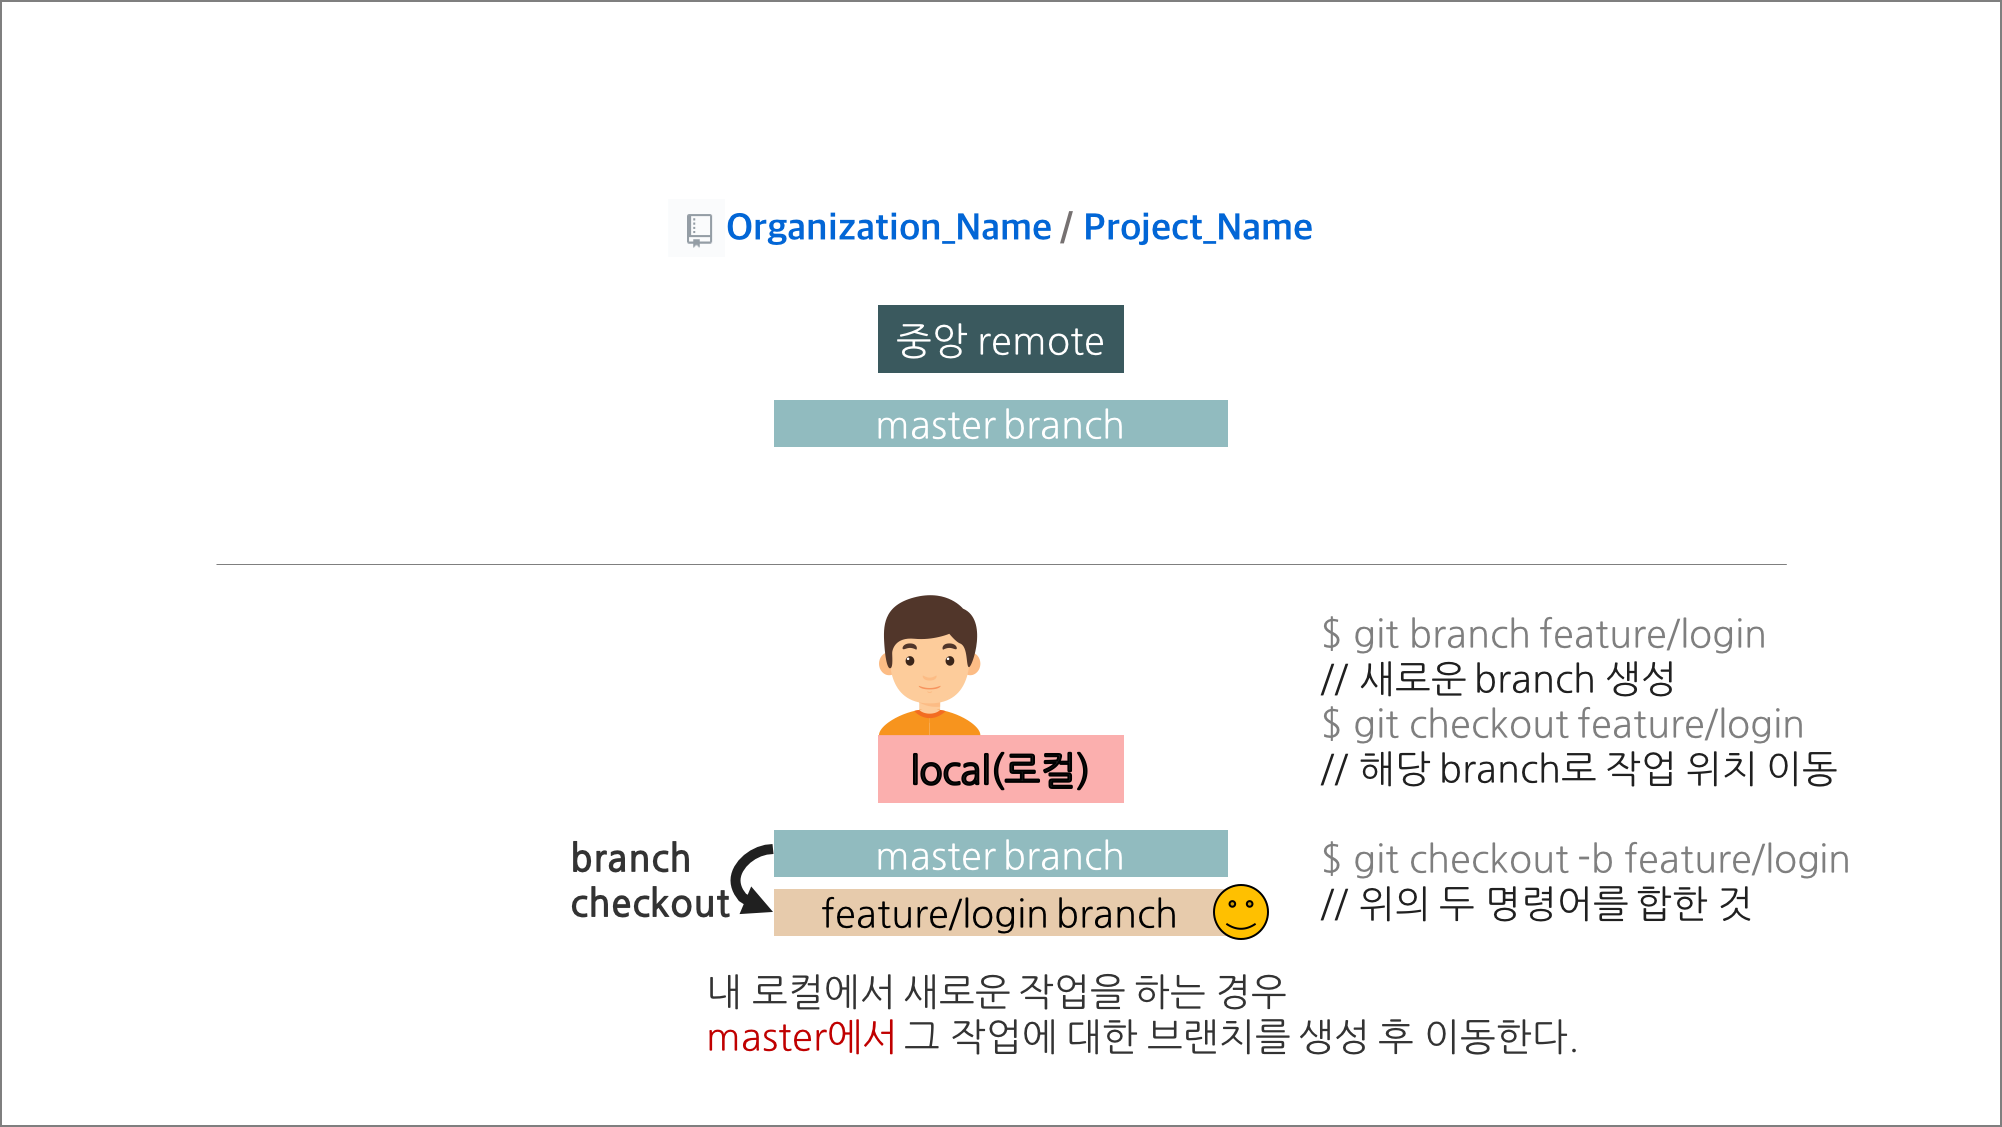 Organization_Name / Project_Name
중앙 remote
master branch
local(로컬)
master branch
feature/login branch
branch
checkout
$ git branch feature/login
// 새로운 branch 생성
$ git checkout feature/login
// 해당 branch로 작업 위치 이동
$ git checkout -b feature/login
// 위의 두 명령어를 합한 것
내 로컬에서 새로운 작업을 하는 경우
master에서 그 작업에 대한 브랜치를 생성 후 이동한다.